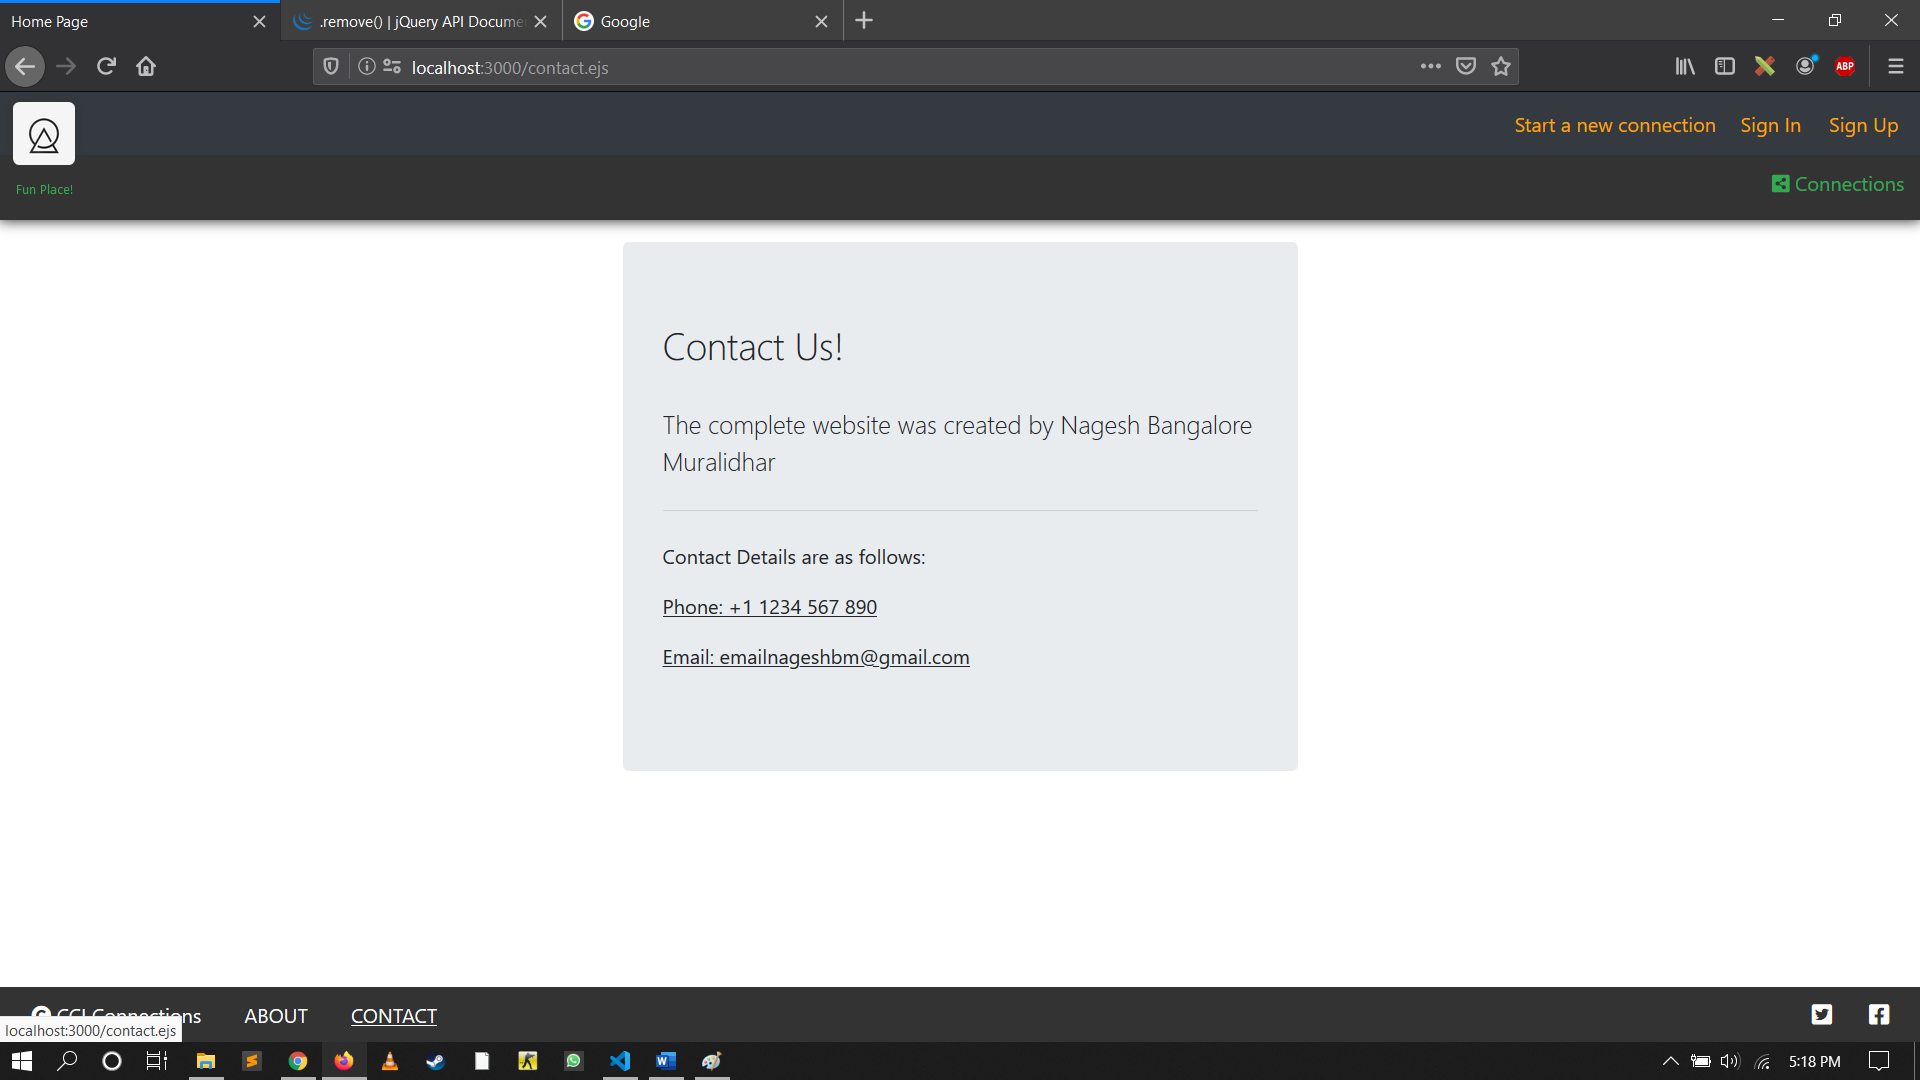 Home Page
.remove() | jQuery API Docume
Google
localhost:3000/contact.ejs
ABP
Start a new connection
Sign In
Sign Up
Fun Place!
Connections
Contact Us!
The complete website was created by Nagesh Bangalore
Muralidhar
Contact Details are as follows:
Phone: +1 1234 567 890
Email: emailnageshbm@gmail.com
CCI Connections
ABOUT
CONTACT
localhost:3000/contact.ejs
5:18 PM